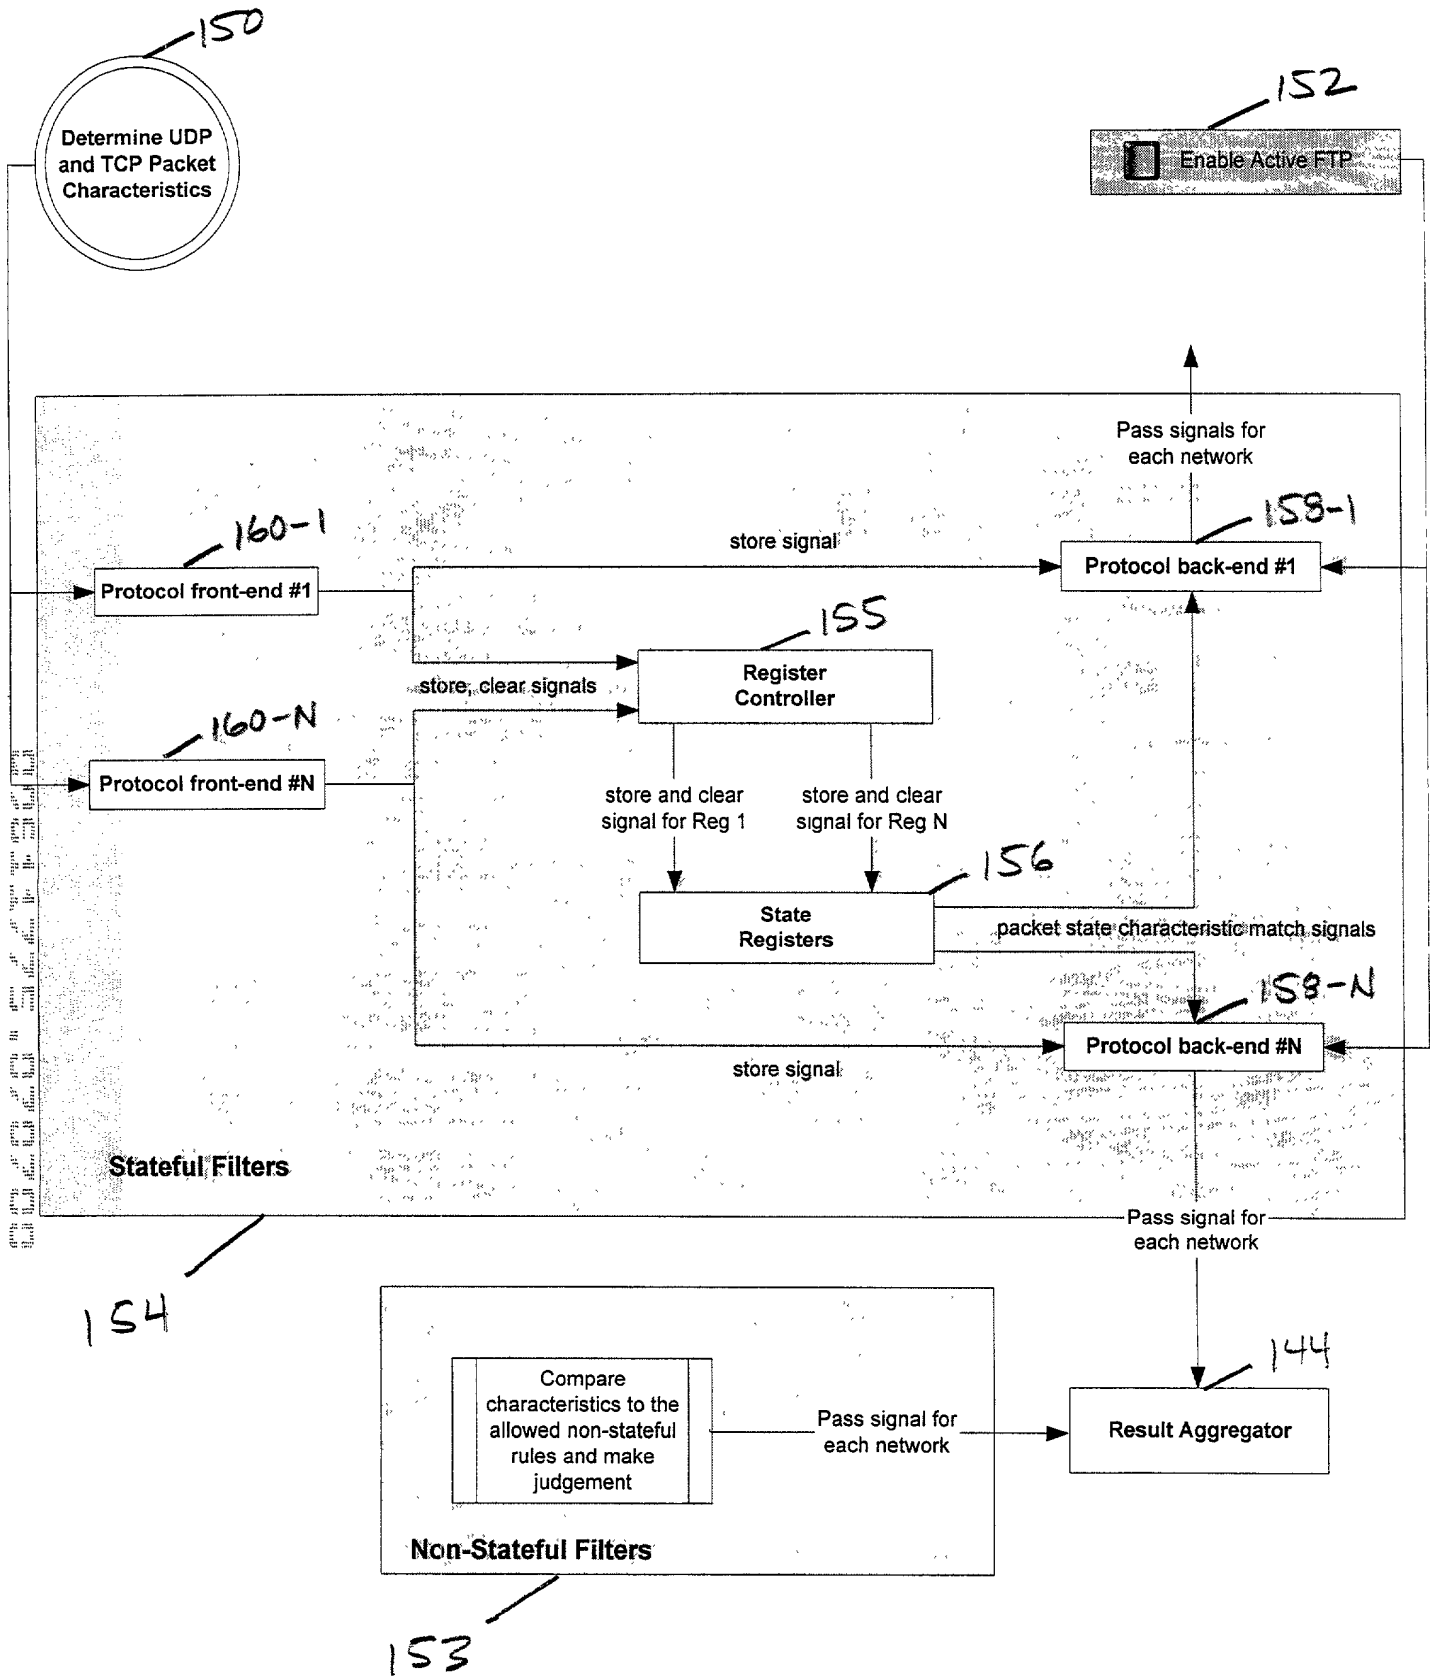 150
152
Determine UDP
and TCP Packet
Characteristics
Enable Active FTP
Pass signals for
each network
160-1
158-1
store signal
Protocol front-end #1
Protocol back-end #1
155
Register
Controller
store, clear signals
160-N
Protocol front-end #N
store and clear
signal for Reg 1
store and clear
signal for Reg N
156
State
Registers
packet state characteristic match signals
158-N
Protocol back-end #N
store signal
Stateful Filters
Pass signal for
each network
154
144
Compare
characteristics to the
allowed non-stateful
rules and make
judgement
Pass signal for
each network
Result Aggregator
Non-Stateful Filters
153